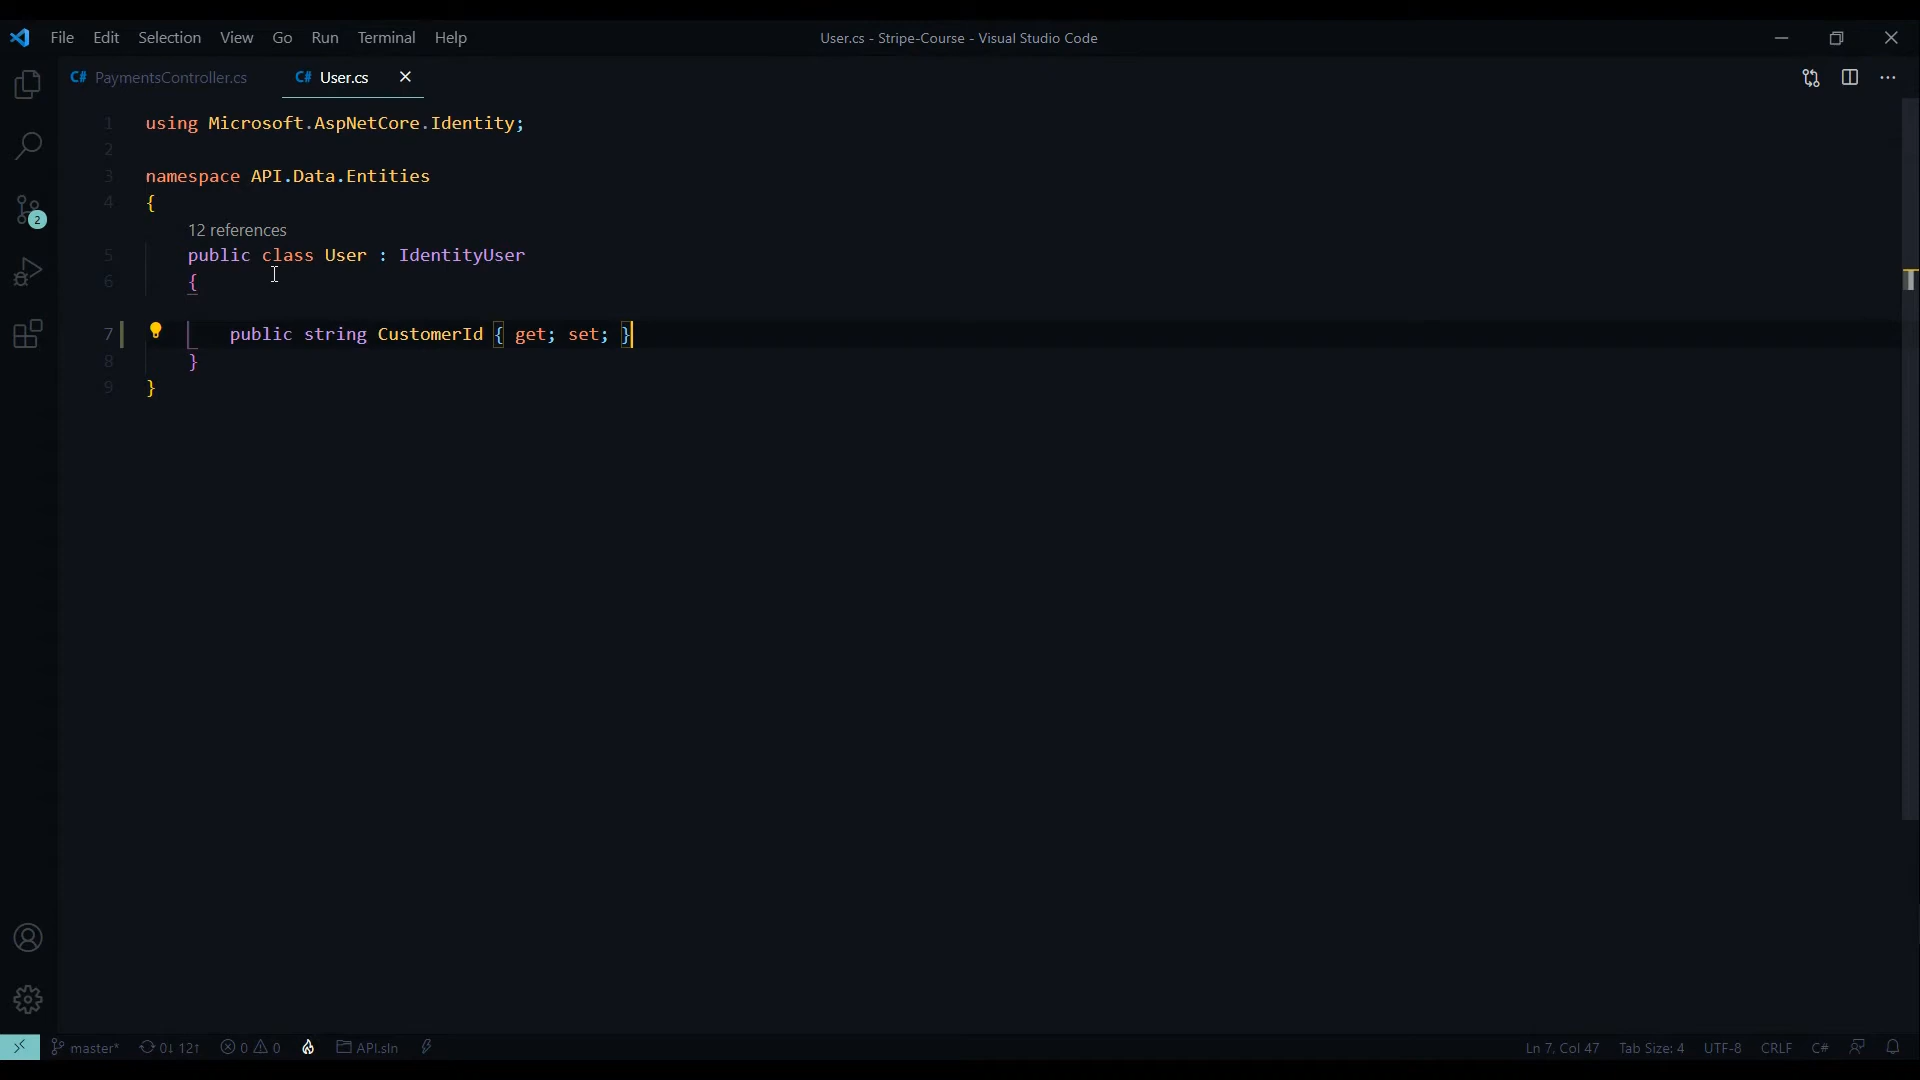 File Edit Selection View Go Run Terminal Help
User.cs - Stripe-Course - Visual Studio Code
C# PaymentsController.cs
C# User.cs
1 using Microsoft.AspNetCore.Identity;
2
3 namespace API.Data.Entities
4 {
12 references
5 public class User : IdentityUser
6 {
7 public string CustomerId { get; set; }
8 }
9 }
2
master* 0↓ 12↑ 0 0 API.sln
Ln 7, Col 47 Tab Size: 4 UTF-8 CRLF C#